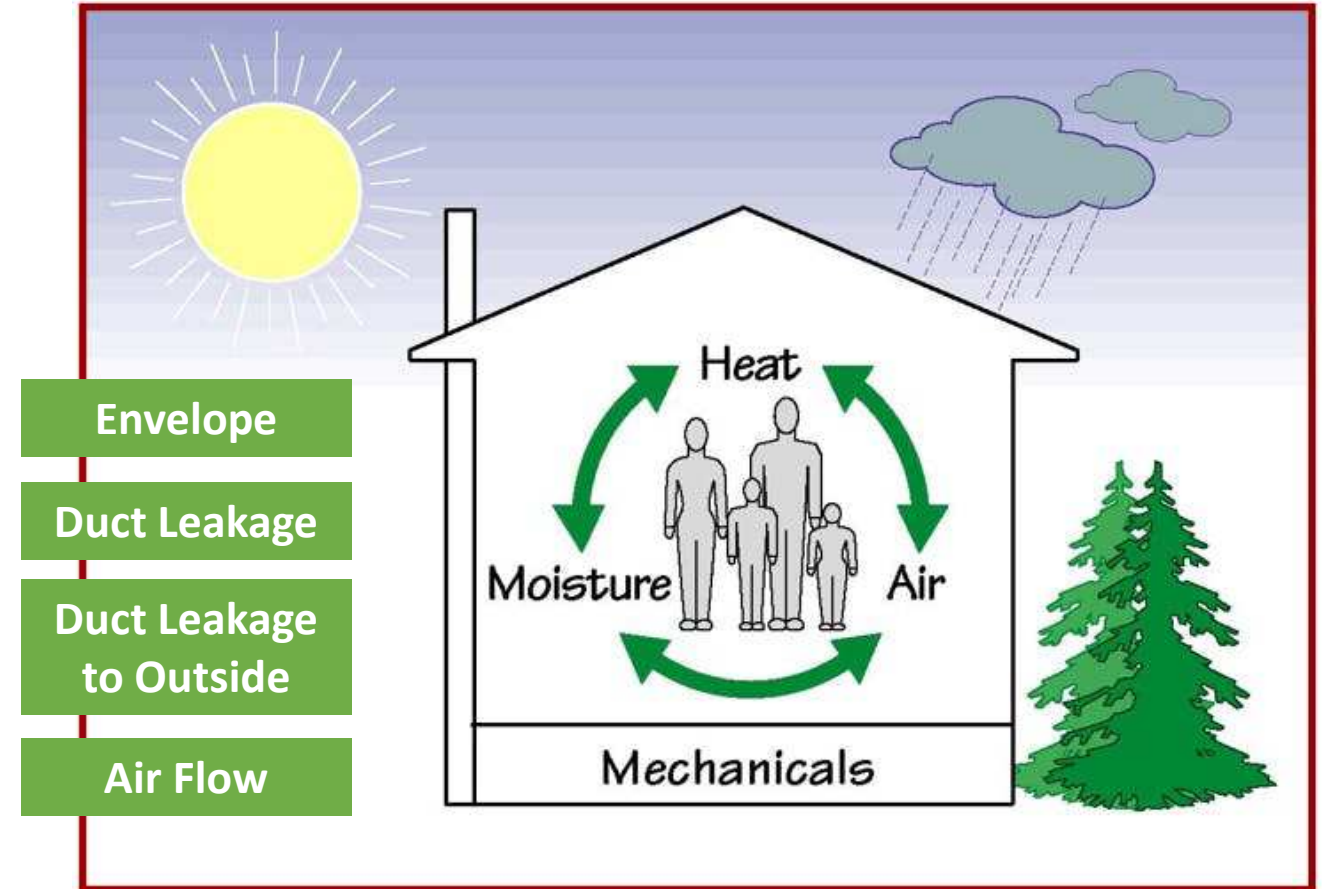 Envelope
Duct Leakage
Duct Leakage
to Outside
Air Flow
Heat
Moisture
Air
Mechanicals